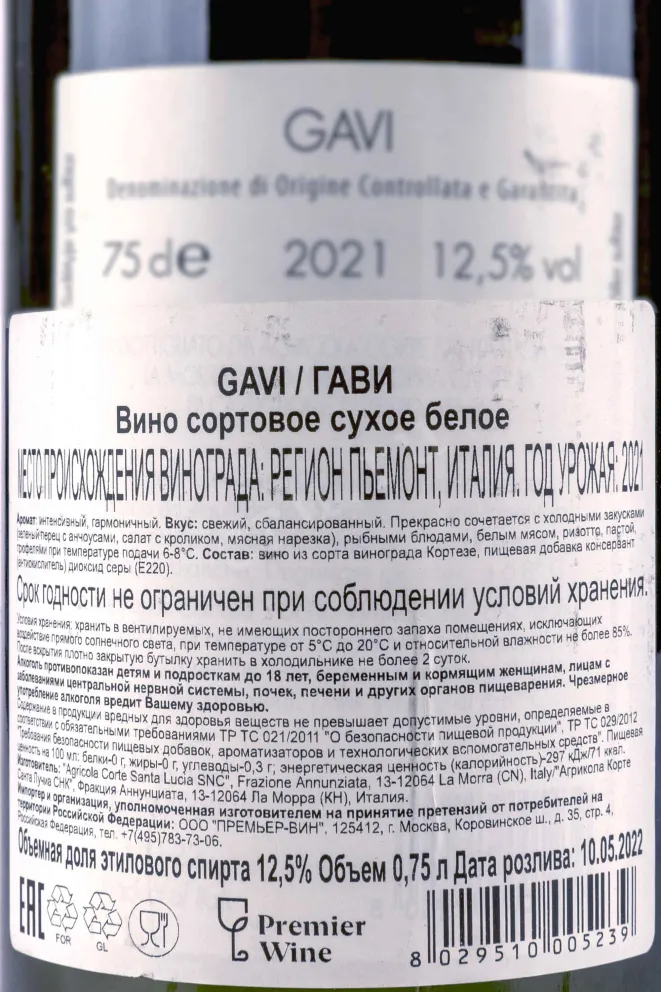 GAVI
Denominazione di Origine Controllata e Garantita
75 cl e 2021 12,5% vol
GAVI / ГАВИ
Вино сортовое сухое белое
МЕСТО ПРОИСХОЖДЕНИЯ ВИНОГРАДА: РЕГИОН ПЬЕМОНТ, ИТАЛИЯ. ГОД УРОЖАЯ: 2021
Аромат: интенсивный, гармоничный. Вкус: свежий, сбалансированный. Прекрасно сочетается с холодными закусками
(зеленый перец с анчоусами, салат с кроликом, мясная нарезка), рыбными блюдами, белым мясом, ризотто, пастой,
трюфелями при температуре подачи 6-8°С. Состав: вино из сорта винограда Кортезе, пищевая добавка консервант
(антиокислитель) диоксид серы (Е220).
Срок годности не ограничен при соблюдении условий хранения.
Условия хранения: хранить в вентилируемых, не имеющих постороннего запаха помещениях, исключающих
воздействие прямого солнечного света, при температуре от 5°С до 20°С и относительной влажности не более 85%.
После вскрытия плотно закрытую бутылку хранить в холодильнике не более 2 суток.
Алкоголь противопоказан детям и подросткам до 18 лет, беременным и кормящим женщинам, лицам с
заболеваниями центральной нервной системы, почек, печени и других органов пищеварения. Чрезмерное
употребление алкоголя вредит Вашему здоровью.
Содержание в продукции вредных для здоровья веществ не превышает допустимые уровни, определяемые в
соответствии с обязательными требованиями ТР ТС 021/2011 "О безопасности пищевой продукции", ТР ТС 029/2012
"Требования безопасности пищевых добавок, ароматизаторов и технологических вспомогательных средств". Пищевая
ценность на 100 мл: белки-0 г, жиры-0 г, углеводы-0,3 г; энергетическая ценность (калорийность)-297 кДж/71 ккал.
Изготовитель: "Agricola Corte Santa Lucia SNC", Frazione Annunziata, 13-12064 La Morra (CN), Italy/"Агрикола Корте
Санта Лучиа СНК", Фракция Аннунциата, 13-12064 Ла Морра (КН), Италия.
Импортер и организация, уполномоченная изготовителем на принятие претензий от потребителей на
территории Российской Федерации: ООО "ПРЕМЬЕР-ВИН", 125412, г. Москва, Коровинское ш., д. 35, стр. 4,
Российская Федерация, тел. +7(495)783-73-06.
Объемная доля этилового спирта 12,5% Объем 0,75 л Дата розлива: 10.05.2022
EAC
FOR
GL
Premier
Wine
8 029510 005239